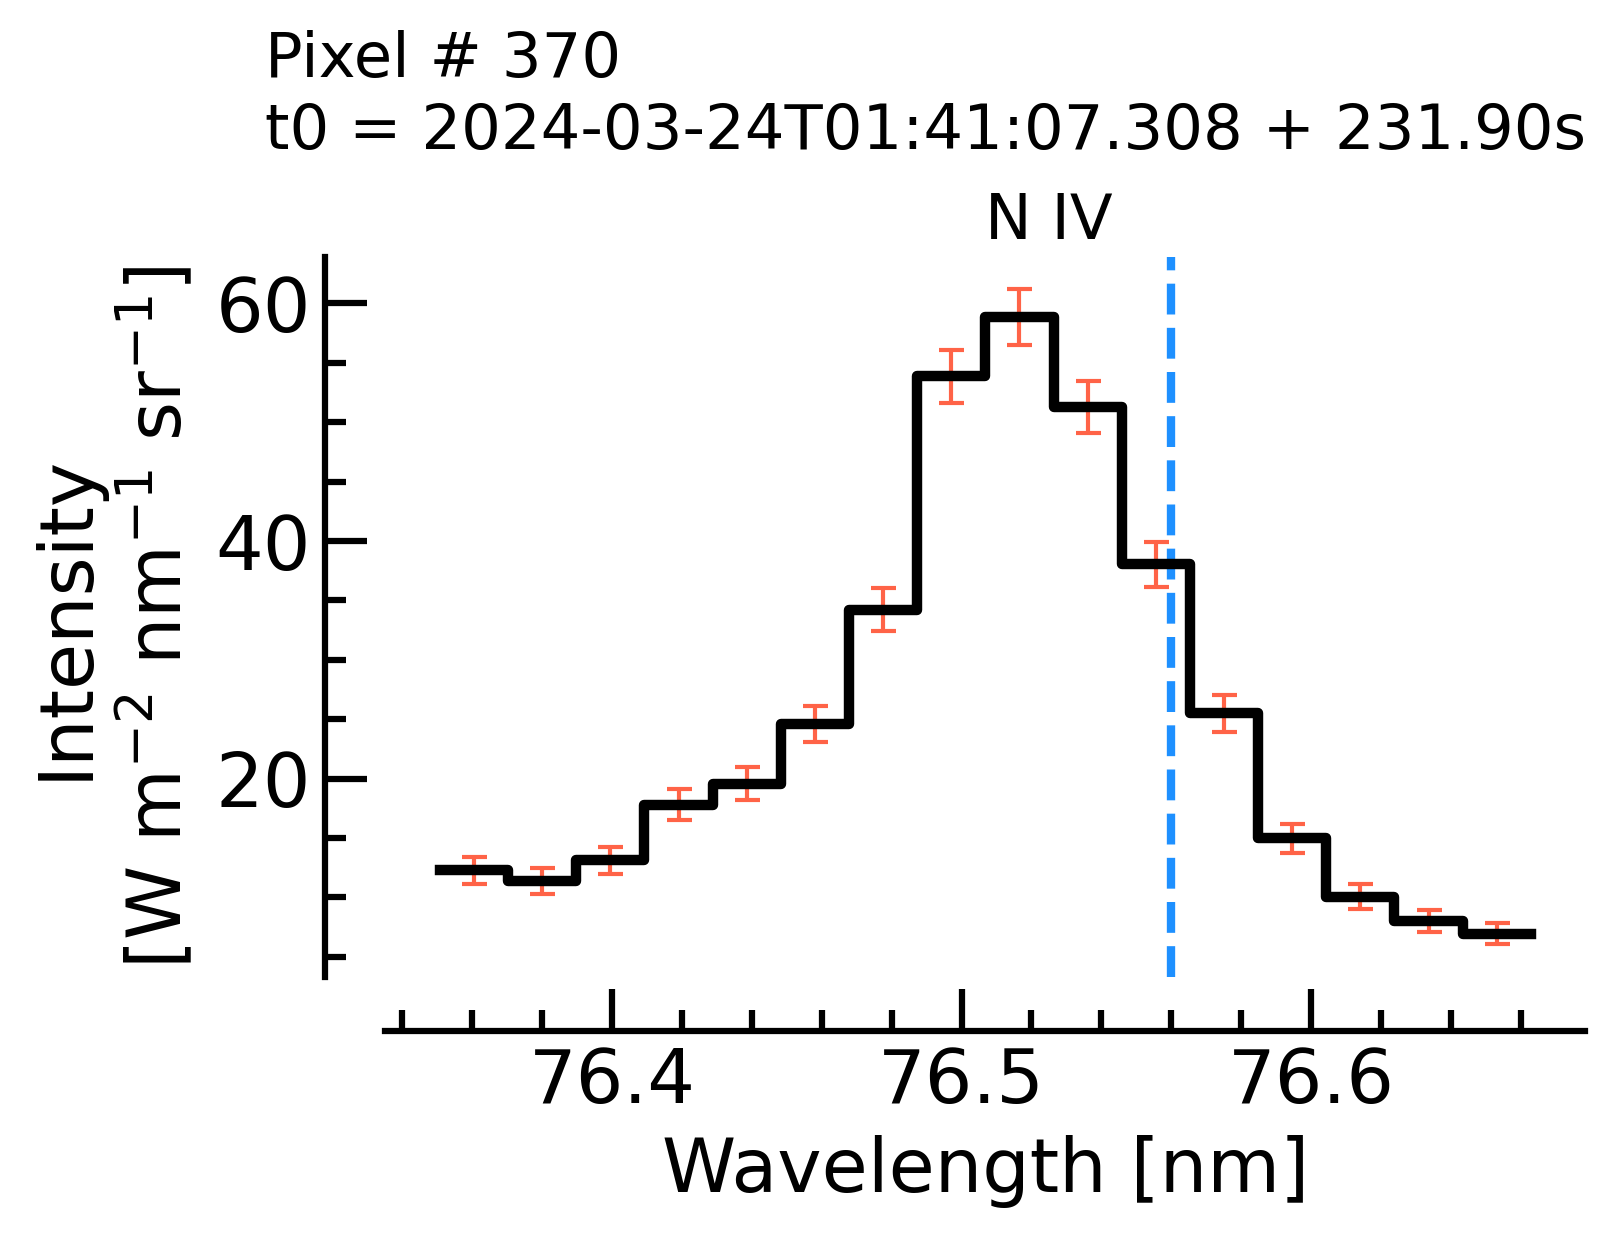 Pixel # 370
t0 = 2024-03-24T01:41:07.308 + 231.90s
N IV
Intensity
[W m⁻² nm⁻¹ sr⁻¹]
60
40
20
76.4 76.5 76.6
Wavelength [nm]